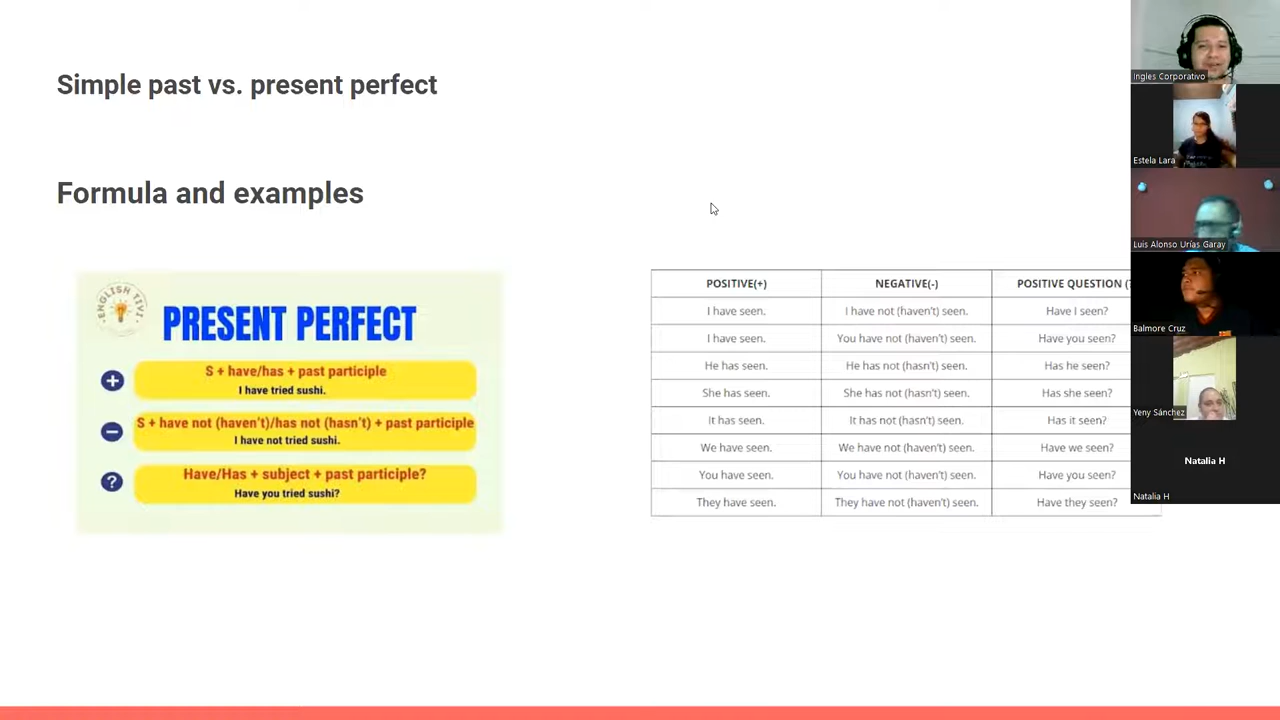 Simple past vs. present perfect
Formula and examples
ENGLISH TIVI
PRESENT PERFECT
S + have/has + past participle
I have tried sushi.
S + have not (haven't)/has not (hasn't) + past participle
I have not tried sushi.
Have/Has + subject + past participle?
Have you tried sushi?
POSITIVE(+) NEGATIVE(-) POSITIVE QUESTION (?
I have seen. I have not (haven't) seen. Have I seen?
I have seen. You have not (haven't) seen. Have you seen?
He has seen. He has not (hasn't) seen. Has he seen?
She has seen. She has not (hasn't) seen. Has she seen?
It has seen. It has not (hasn't) seen. Has it seen?
We have seen. We have not (haven't) seen. Have we seen?
You have seen. You have not (haven't) seen. Have you seen?
They have seen. They have not (haven't) seen. Have they seen?
Ingles Corporativo
Estela Lara
Luis Alonso Urías Garay
Balmore Cruz
Yeny Sánchez
Natalia H
Natalia H